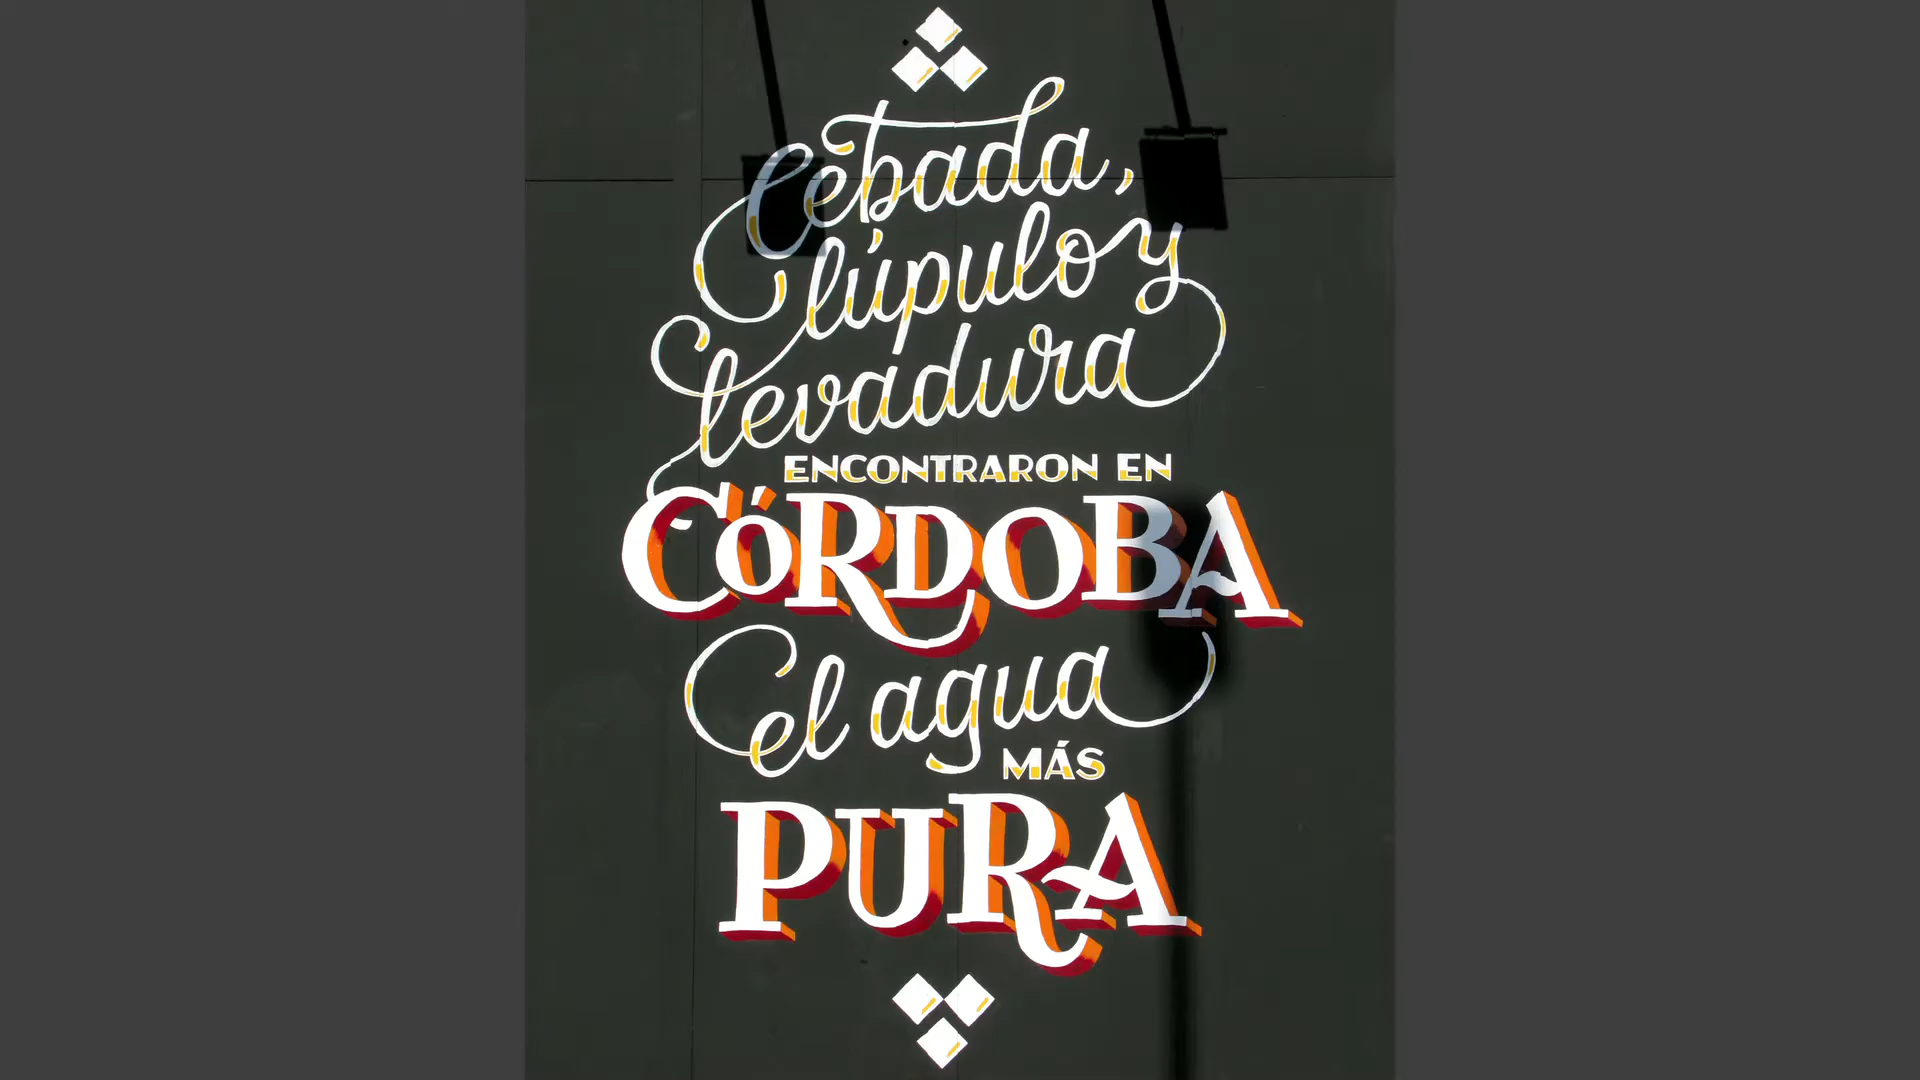 Cebada,
lúpulo y
levadura
ENCONTRARON EN
CÓRDOBA
el agua
MÁS
PURA